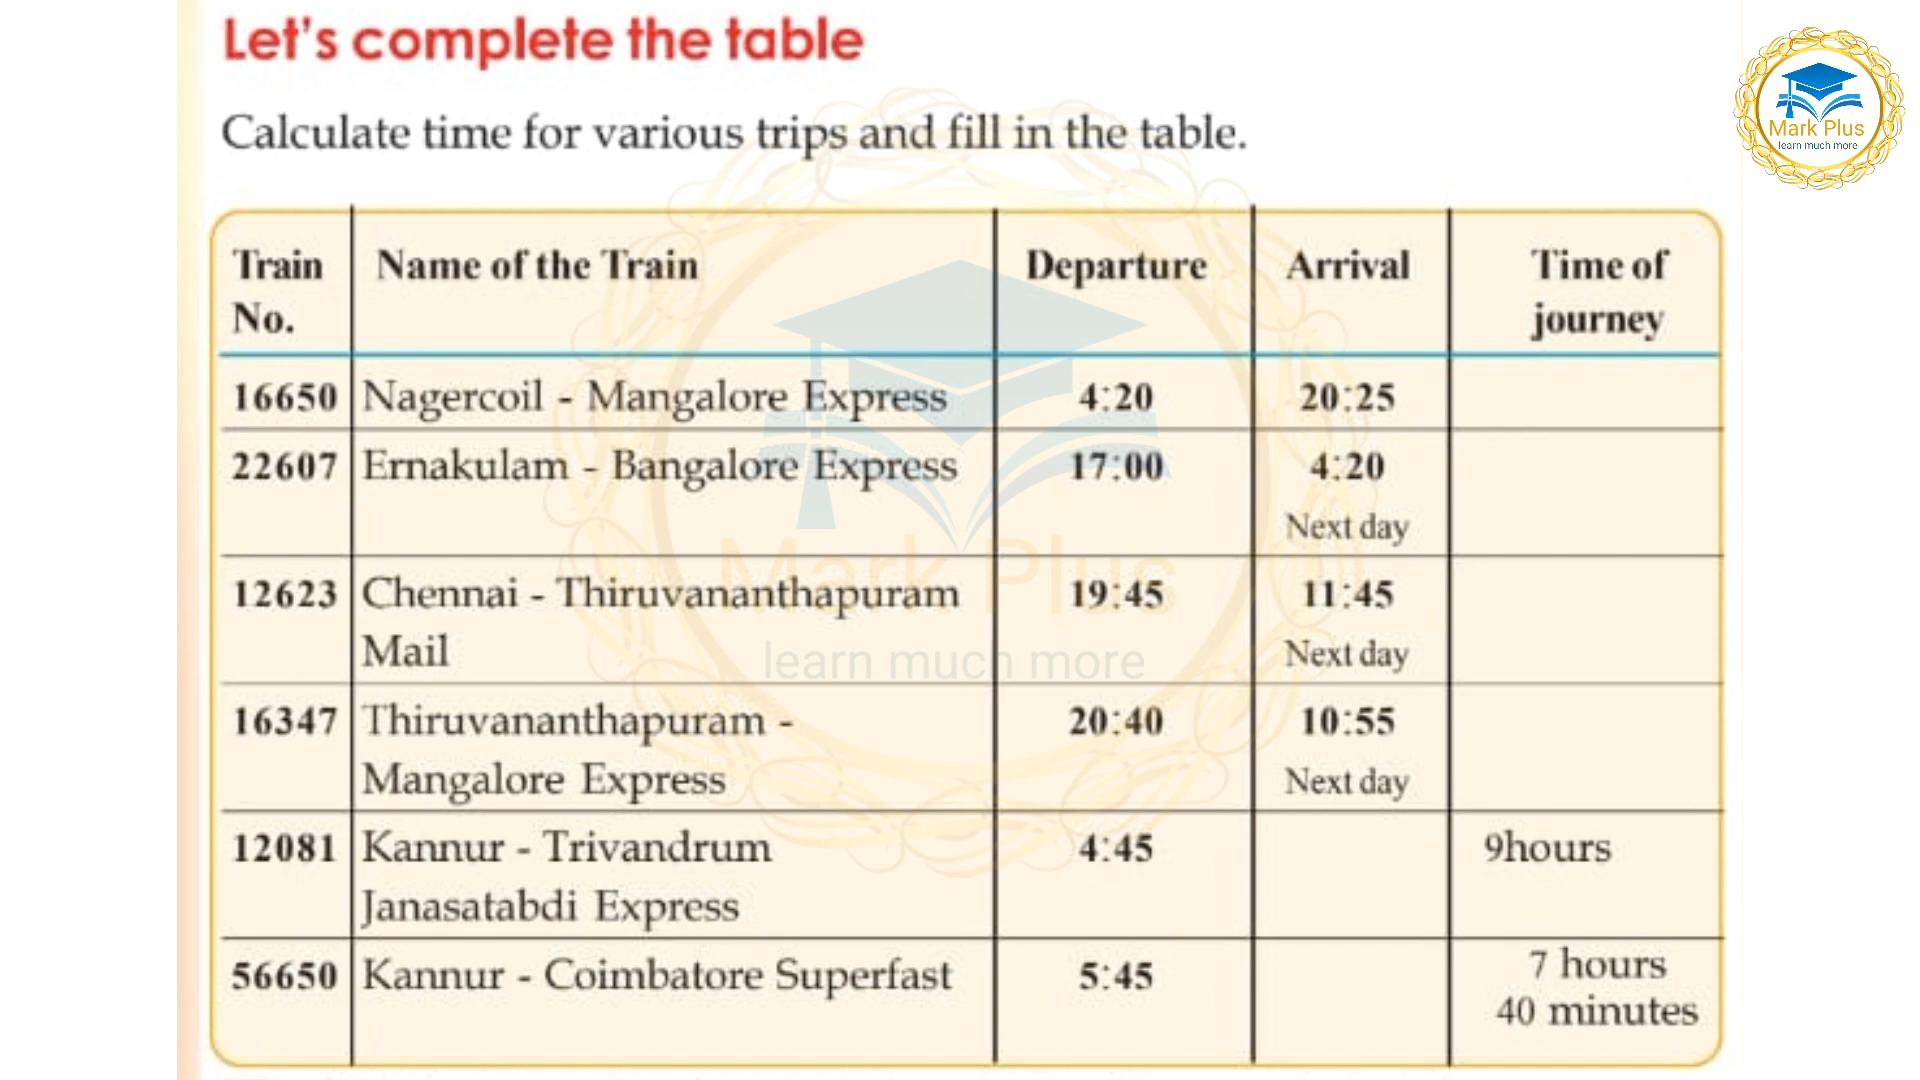 Let's complete the table
Calculate time for various trips and fill in the table.
Mark Plus
learn much more
Train No. Name of the Train Departure Arrival Time of journey
16650 Nagercoil - Mangalore Express 4:20 20:25
22607 Ernakulam - Bangalore Express 17:00 4:20
Next day
12623 Chennai - Thiruvananthapuram 19:45 11:45
Mail Next day
16347 Thiruvananthapuram - 20:40 10:55
Mangalore Express Next day
12081 Kannur - Trivandrum 4:45 9hours
Janasatabdi Express
56650 Kannur - Coimbatore Superfast 5:45 7 hours
40 minutes
Mark Plus
learn much more